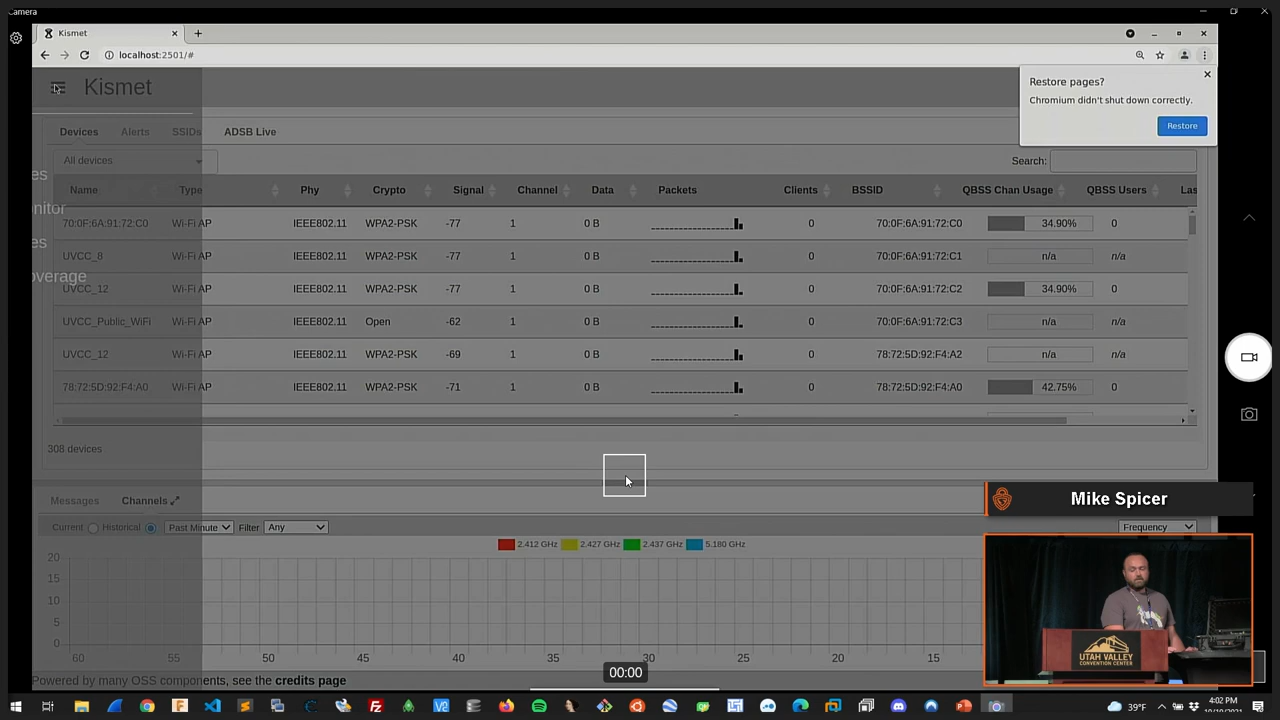 Camera
Kismet
localhost:2501/#
Kismet
Restore pages?
Chromium didn't shut down correctly.
Restore
Devices Alerts SSIDs ADSB Live
All devices
Search:
es
nitor
es
overage
Name Type Phy Crypto Signal Channel Data Packets Clients BSSID QBSS Chan Usage QBSS Users Las
70:0F:6A:91:72:C0 Wi-Fi AP IEEE802.11 WPA2-PSK -77 1 0 B 0 70:0F:6A:91:72:C0 34.90% 0
UVCC_8 Wi-Fi AP IEEE802.11 WPA2-PSK -77 1 0 B 0 70:0F:6A:91:72:C1 n/a n/a
UVCC_12 Wi-Fi AP IEEE802.11 WPA2-PSK -77 1 0 B 0 70:0F:6A:91:72:C2 34.90% 0
UVCC_Public_WiFi Wi-Fi AP IEEE802.11 Open -62 1 0 B 0 70:0F:6A:91:72:C3 n/a n/a
UVCC_12 Wi-Fi AP IEEE802.11 WPA2-PSK -69 1 0 B 0 78:72:5D:92:F4:A2 n/a n/a
78:72:5D:92:F4:A0 Wi-Fi AP IEEE802.11 WPA2-PSK -71 1 0 B 0 78:72:5D:92:F4:A0 42.75% 0
308 devices
Messages Channels
Mike Spicer
Current Historical Past Minute Filter Any Frequency
2.412 GHz 2.427 GHz 2.437 GHz 5.180 GHz
20
15
10
5
0
60 55 50 45 40 35 30 25 20 15
UTAH VALLEY
CONVENTION CENTER
00:00
Powered by many OSS components, see the credits page
39°F 4:02 PM
10/10/2021